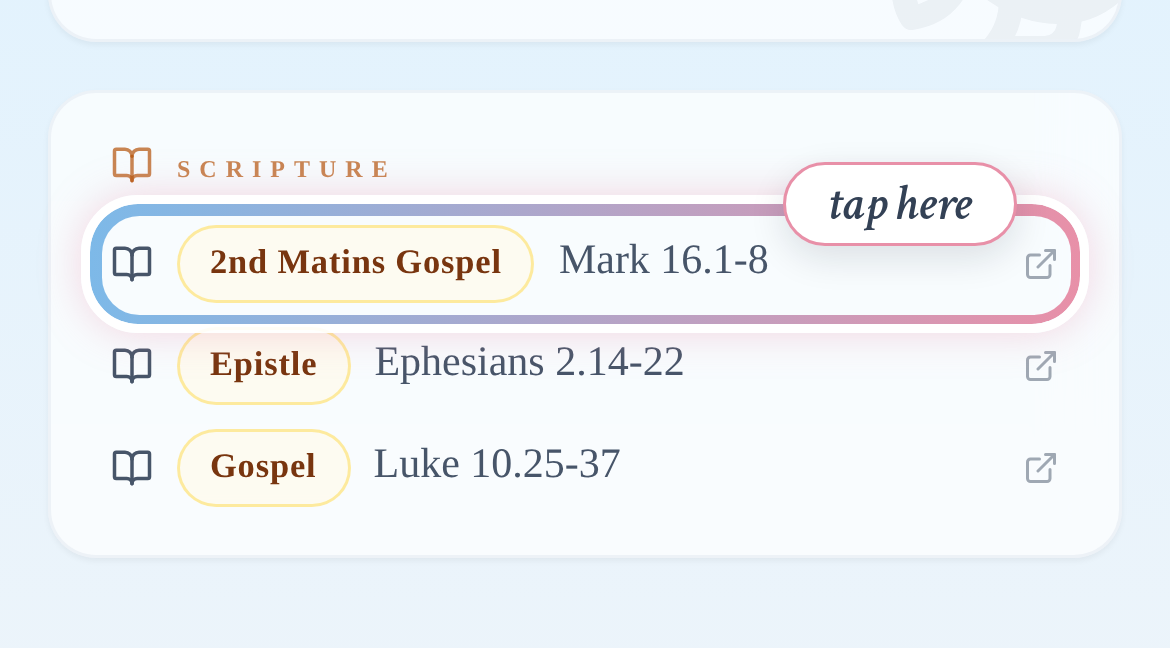 SCRIPTURE
tap here
2nd Matins Gospel Mark 16.1-8
Epistle Ephesians 2.14-22
Gospel Luke 10.25-37